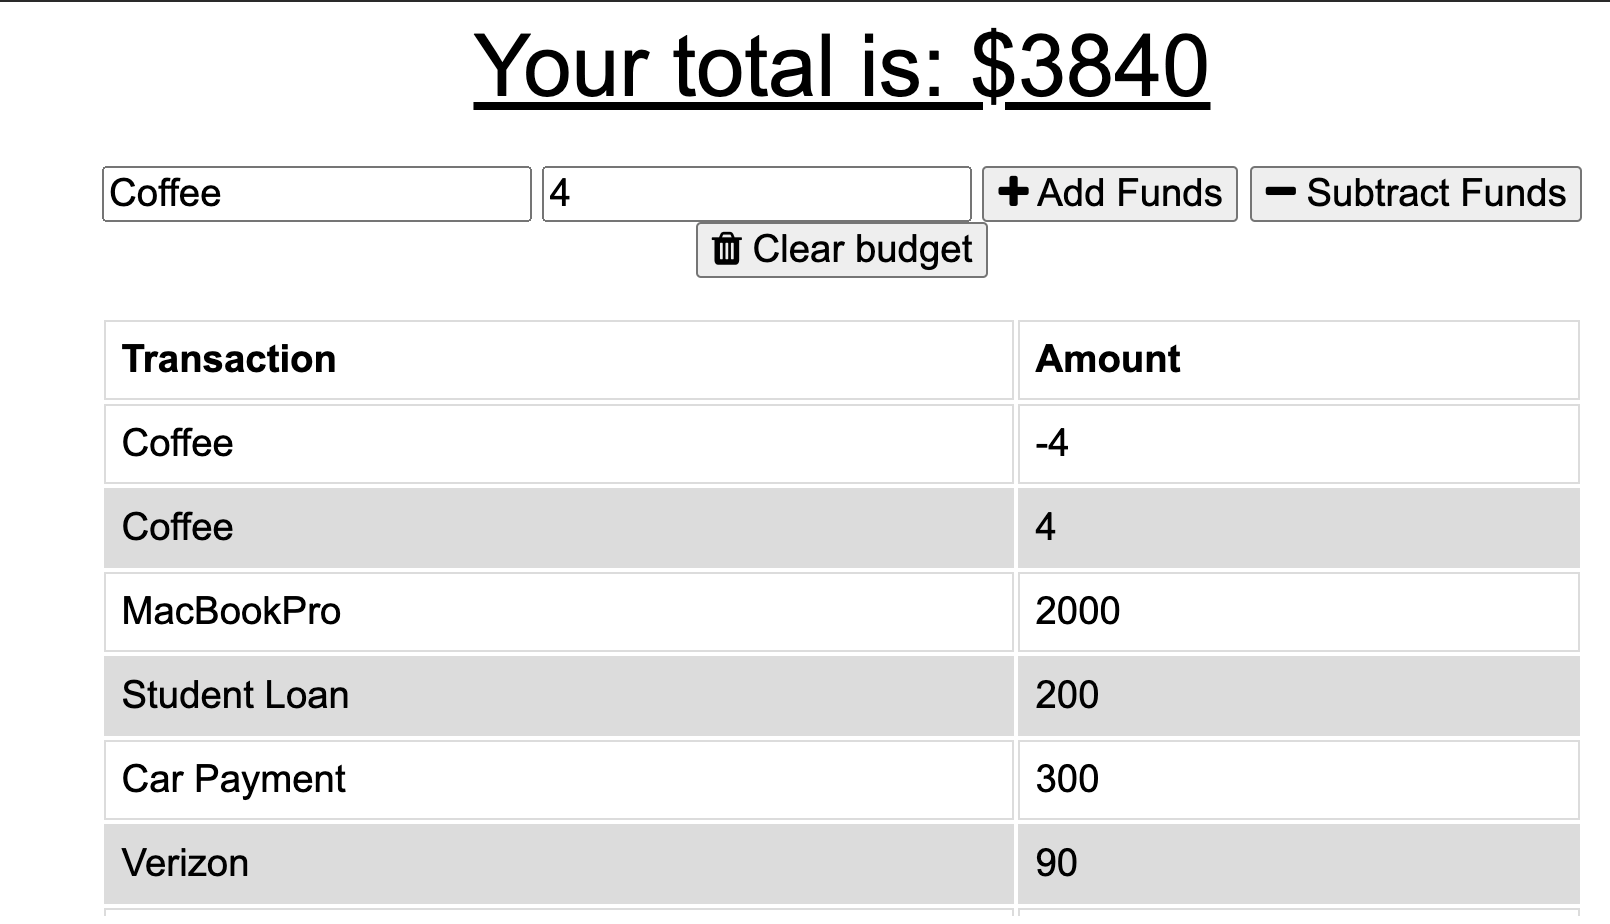 Your total is: $3840
Coffee 4 Add Funds Subtract Funds
Clear budget
Transaction Amount
Coffee -4
Coffee 4
MacBookPro 2000
Student Loan 200
Car Payment 300
Verizon 90